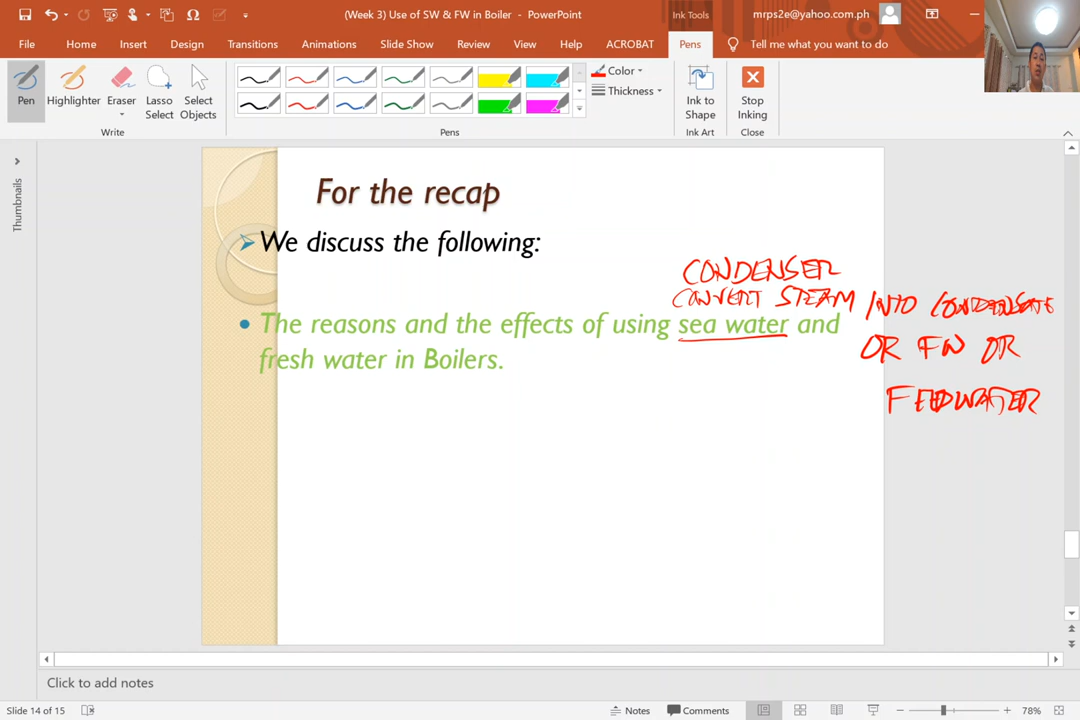 (Week 3) Use of SW & FW in Boiler - PowerPoint
Ink Tools
mrps2e@yahoo.com.ph
File Home Insert Design Transitions Animations Slide Show Review View Help ACROBAT Pens Tell me what you want to do
Pen Highlighter Eraser Lasso Select Select Objects
Write
Pens
Color
Thickness
Ink to Shape
Ink Art
Stop Inking
Close
Thumbnails
For the recap
We discuss the following:
CONDENSER
CONVERT STEAM INTO CONDENSATE
The reasons and the effects of using sea water and
OR FW OR
fresh water in Boilers.
FEEDWATER
Click to add notes
Slide 14 of 15 Notes Comments 78%